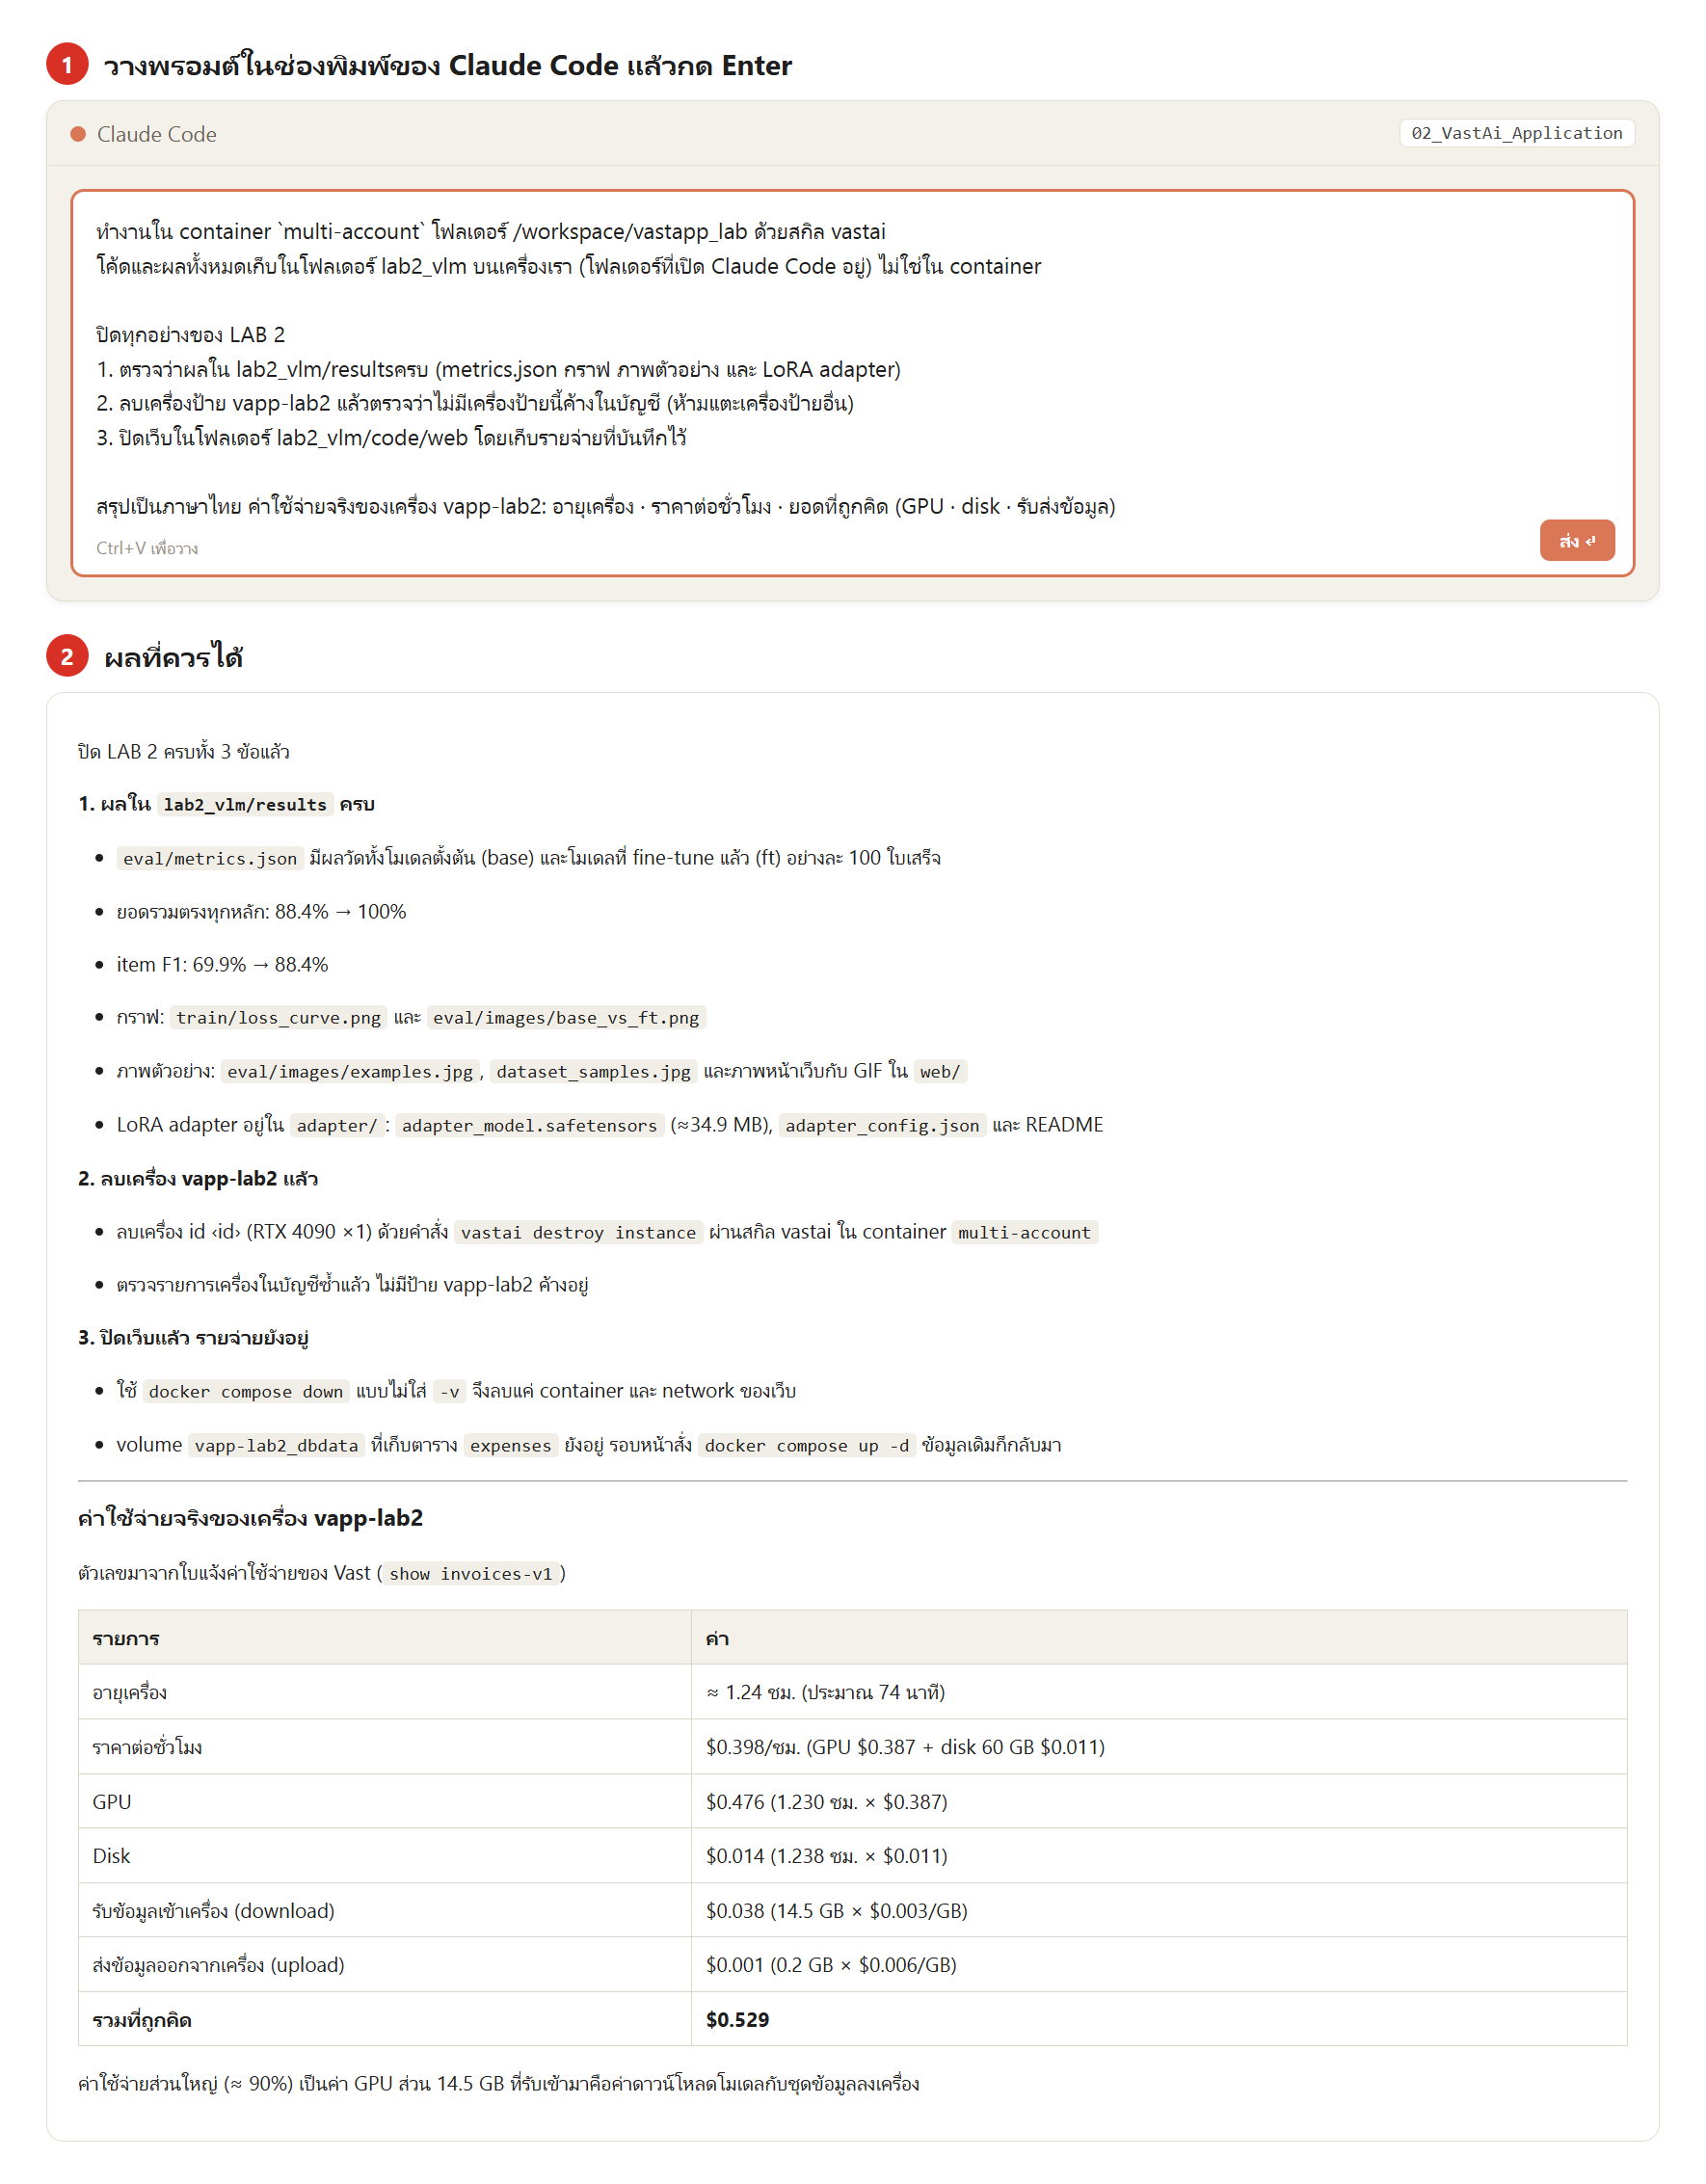 1 วางพรอมต์ในช่องพิมพ์ของ Claude Code แล้วกด Enter
Claude Code
02_VastAi_Application
ทำงานใน container `multi-account` โฟลเดอร์ /workspace/vastapp_lab ด้วยสกิล vastai
โค้ดและผลทั้งหมดเก็บในโฟลเดอร์ lab2_vlm บนเครื่องเรา (โฟลเดอร์ที่เปิด Claude Code อยู่) ไม่ใช่ใน container
ปิดทุกอย่างของ LAB 2
1. ตรวจว่าผลใน lab2_vlm/resultsครบ (metrics.json กราฟ ภาพตัวอย่าง และ LoRA adapter)
2. ลบเครื่องป้าย vapp-lab2 แล้วตรวจว่าไม่มีเครื่องป้ายนี้ค้างในบัญชี (ห้ามแตะเครื่องป้ายอื่น)
3. ปิดเว็บในโฟลเดอร์ lab2_vlm/code/web โดยเก็บรายจ่ายที่บันทึกไว้
สรุปเป็นภาษาไทย ค่าใช้จ่ายจริงของเครื่อง vapp-lab2: อายุเครื่อง · ราคาต่อชั่วโมง · ยอดที่ถูกคิด (GPU · disk · รับส่งข้อมูล)
Ctrl+V เพื่อวาง
ส่ง ⏎
2 ผลที่ควรได้
ปิด LAB 2 ครบทั้ง 3 ข้อแล้ว
1. ผลใน lab2_vlm/results ครบ
• eval/metrics.json มีผลวัดทั้งโมเดลตั้งต้น (base) และโมเดลที่ fine-tune แล้ว (ft) อย่างละ 100 ใบเสร็จ
• ยอดรวมตรงทุกหลัก: 88.4% → 100%
• item F1: 69.9% → 88.4%
• กราฟ: train/loss_curve.png และ eval/images/base_vs_ft.png
• ภาพตัวอย่าง: eval/images/examples.jpg, dataset_samples.jpg และภาพหน้าเว็บกับ GIF ใน web/
• LoRA adapter อยู่ใน adapter/ : adapter_model.safetensors (≈34.9 MB), adapter_config.json และ README
2. ลบเครื่อง vapp-lab2 แล้ว
• ลบเครื่อง id ‹id› (RTX 4090 ×1) ด้วยคำสั่ง vastai destroy instance ผ่านสกิล vastai ใน container multi-account
• ตรวจรายการเครื่องในบัญชีซ้ำแล้ว ไม่มีป้าย vapp-lab2 ค้างอยู่
3. ปิดเว็บแล้ว รายจ่ายยังอยู่
• ใช้ docker compose down แบบไม่ใส่ -v จึงลบแค่ container และ network ของเว็บ
• volume vapp-lab2_dbdata ที่เก็บตาราง expenses ยังอยู่ รอบหน้าสั่ง docker compose up -d ข้อมูลเดิมก็กลับมา
ค่าใช้จ่ายจริงของเครื่อง vapp-lab2
ตัวเลขมาจากใบแจ้งค่าใช้จ่ายของ Vast (show invoices-v1)
รายการ ค่า
อายุเครื่อง ≈ 1.24 ชม. (ประมาณ 74 นาที)
ราคาต่อชั่วโมง $0.398/ชม. (GPU $0.387 + disk 60 GB $0.011)
GPU $0.476 (1.230 ชม. × $0.387)
Disk $0.014 (1.238 ชม. × $0.011)
รับข้อมูลเข้าเครื่อง (download) $0.038 (14.5 GB × $0.003/GB)
ส่งข้อมูลออกจากเครื่อง (upload) $0.001 (0.2 GB × $0.006/GB)
รวมที่ถูกคิด $0.529
ค่าใช้จ่ายส่วนใหญ่ (≈ 90%) เป็นค่า GPU ส่วน 14.5 GB ที่รับเข้ามาคือค่าดาวน์โหลดโมเดลกับชุดข้อมูลลงเครื่อง